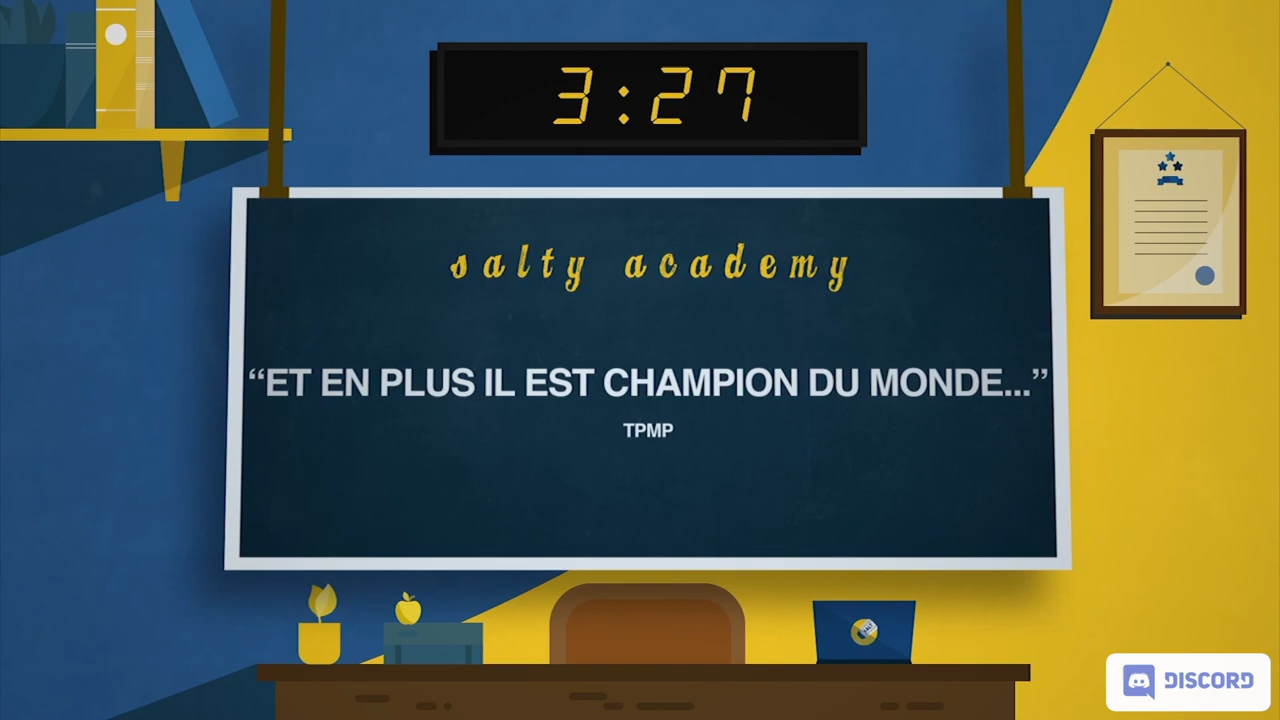 3:27
salty academy
“ET EN PLUS IL EST CHAMPION DU MONDE...”
TPMP
DISCORD